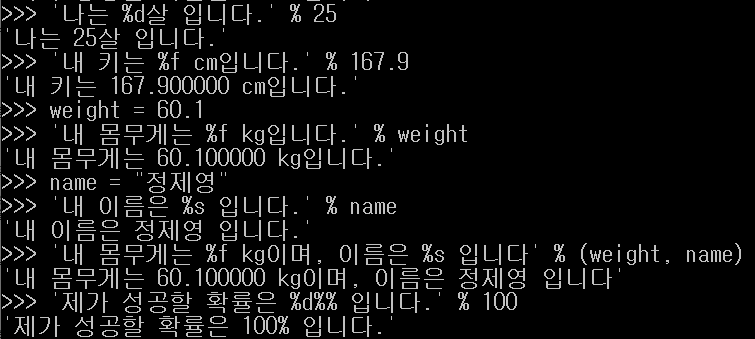 >>> '나는 %d살 입니다.' % 25
'나는 25살 입니다.'
>>> '내 키는 %f cm입니다.' % 167.9
'내 키는 167.900000 cm입니다.'
>>> weight = 60.1
>>> '내 몸무게는 %f kg입니다.' % weight
'내 몸무게는 60.100000 kg입니다.'
>>> name = "정제영"
>>> '내 이름은 %s 입니다.' % name
'내 이름은 정제영 입니다.'
>>> '내 몸무게는 %f kg이며, 이름은 %s 입니다' % (weight, name)
'내 몸무게는 60.100000 kg이며, 이름은 정제영 입니다'
>>> '제가 성공할 확률은 %d%% 입니다.' % 100
'제가 성공할 확률은 100% 입니다.'